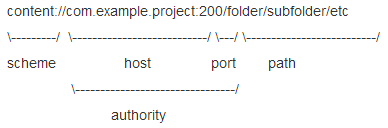 content://com.example.project:200/folder/subfolder/etc
\---------/ \---------------------------/ \---/ \--------------------------/
scheme host port path
\--------------------------------/
authority